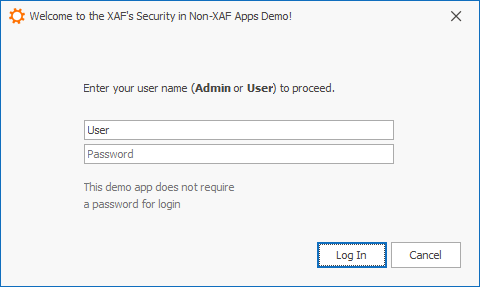 Welcome to the XAF's Security in Non-XAF Apps Demo!
Enter your user name (Admin or User) to proceed.
User
Password
This demo app does not require
a password for login
Log In
Cancel